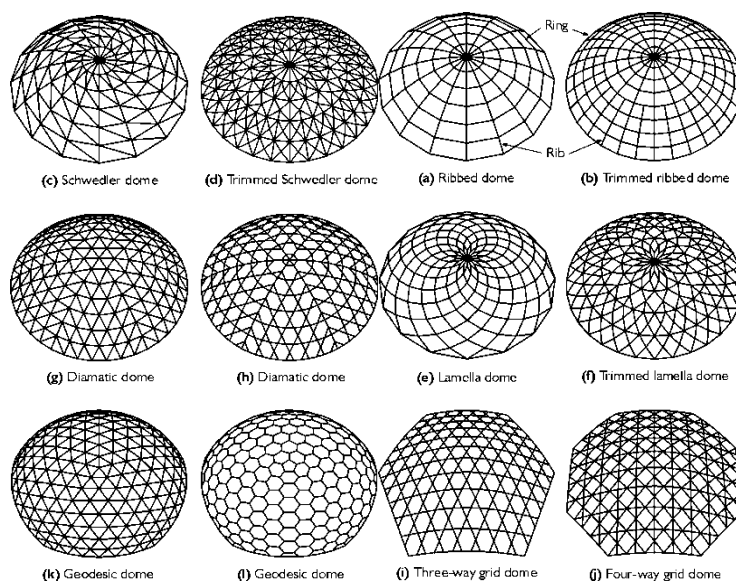 Ring
Rib
(c) Schwedler dome (d) Trimmed Schwedler dome (a) Ribbed dome (b) Trimmed ribbed dome
(g) Diamatic dome (h) Diamatic dome (e) Lamella dome (f) Trimmed lamella dome
(k) Geodesic dome (l) Geodesic dome (i) Three-way grid dome (j) Four-way grid dome